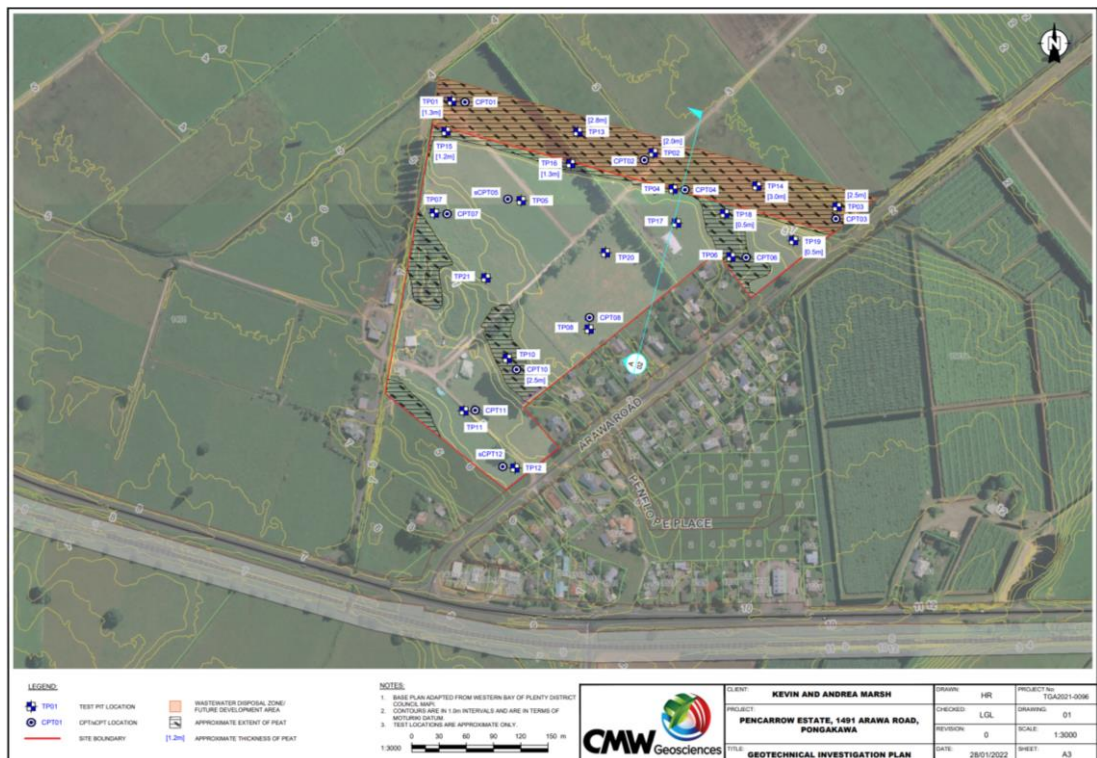 N
TP01
[1.3m]
CPT01
TP15
[1.2m]
[2.8m]
TP13
TP16
[1.3m]
[2.0m]
TP02
CPT02
TP04
CPT04
TP14
[3.0m]
[2.5m]
TP03
CPT03
sCPT05
TP05
TP07
CPT07
TP17
TP18
[0.5m]
TP19
[0.5m]
TP06
CPT06
TP20
TP21
CPT08
TP08
TP10
CPT10
[2.5m]
CPT11
TP11
sCPT12
TP12
ARAWA ROAD
E PLACE
LEGEND:
TP01 TEST PIT LOCATION
CPT01 CPT/sCPT LOCATION
SITE BOUNDARY
WASTEWATER DISPOSAL ZONE/
FUTURE DEVELOPMENT AREA
APPROXIMATE EXTENT OF PEAT
[1.2m] APPROXIMATE THICKNESS OF PEAT
NOTES:
1. BASE PLAN ADAPTED FROM WESTERN BAY OF PLENTY DISTRICT
COUNCIL MAPI.
2. CONTOURS ARE IN 1.0m INTERVALS AND ARE IN TERMS OF
MOTURIKI DATUM.
3. TEST LOCATIONS ARE APPROXIMATE ONLY.
1:3000
0 30 60 90 120 150 m
CMW Geosciences
CLIENT:
KEVIN AND ANDREA MARSH
PROJECT:
PENCARROW ESTATE, 1491 ARAWA ROAD,
PONGAKAWA
TITLE:
GEOTECHNICAL INVESTIGATION PLAN
DRAWN: HR
CHECKED: LGL
REVISION: 0
DATE: 28/01/2022
PROJECT No: TGA2021-0096
DRAWING: 01
SCALE: 1:3000
SHEET: A3